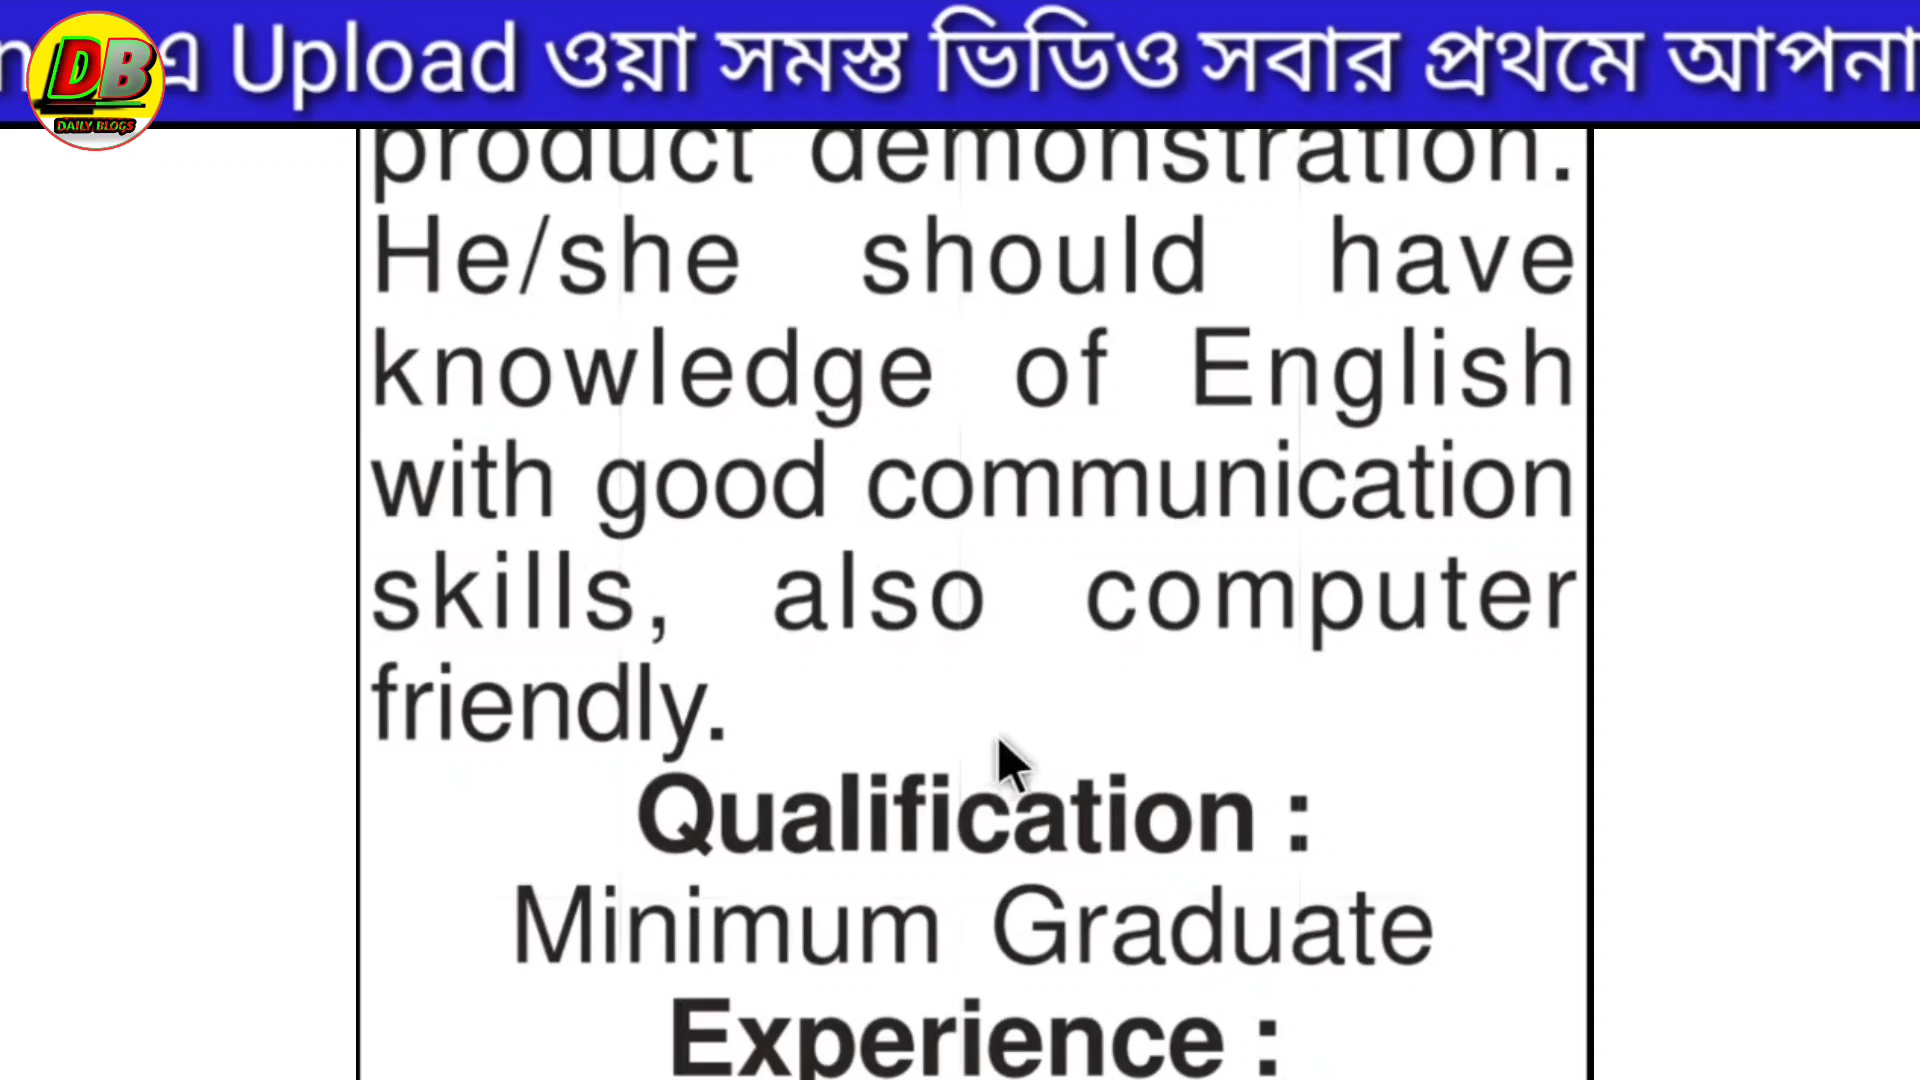 এ Upload ওয়া সমস্ত ভিডিও সবার প্রথমে আপনা
DB
DAILY BLOGS
product demonstration.
He/she should have
knowledge of English
with good communication
skills, also computer
friendly.
Qualification :
Minimum Graduate
Experience :